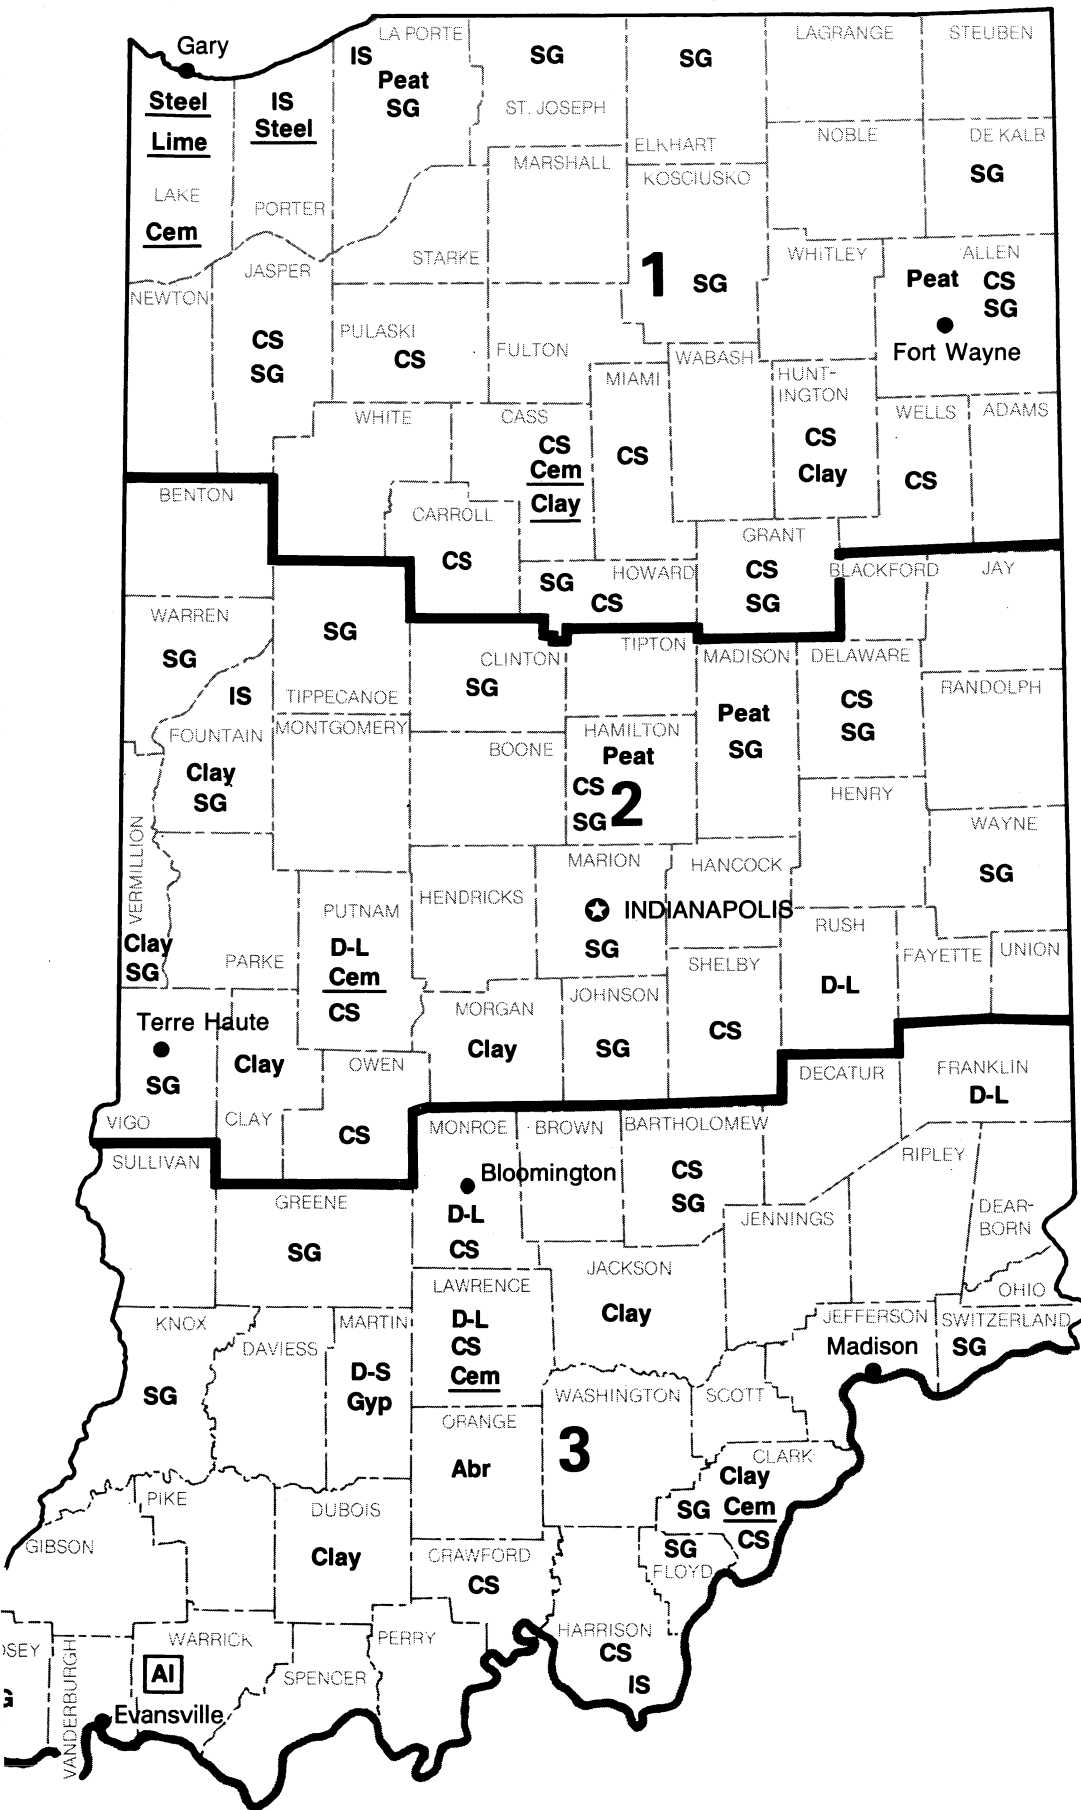 Gary
LA PORTE
IS
Peat
SG
SG
ST. JOSEPH
SG
ELKHART
LAGRANGE
STEUBEN
Steel
Lime
LAKE
Cem
IS
Steel
PORTER
MARSHALL
KOSCIUSKO
NOBLE
DE KALB
SG
STARKE
1
SG
WHITLEY
ALLEN
Peat
CS
SG
Fort Wayne
NEWTON
JASPER
CS
SG
PULASKI
CS
FULTON
MIAMI
CS
WABASH
HUNT-
INGTON
CS
Clay
WELLS
CS
ADAMS
WHITE
CASS
CS
Cem
Clay
CARROLL
CS
SG
HOWARD
CS
GRANT
CS
SG
BENTON
BLACKFORD
JAY
WARREN
SG
SG
TIPPECANOE
CLINTON
SG
TIPTON
MADISON
Peat
SG
DELAWARE
CS
SG
RANDOLPH
IS
FOUNTAIN
Clay
SG
MONTGOMERY
BOONE
HAMILTON
Peat
CS
SG
2
HENRY
WAYNE
SG
VERMILLION
Clay
SG
PARKE
PUTNAM
D-L
Cem
CS
HENDRICKS
MARION
INDIANAPOLIS
SG
HANCOCK
SHELBY
CS
RUSH
D-L
FAYETTE
UNION
Terre Haute
SG
VIGO
Clay
CLAY
OWEN
CS
MORGAN
Clay
JOHNSON
SG
DECATUR
FRANKLIN
D-L
SULLIVAN
GREENE
SG
MONROE
Bloomington
D-L
CS
BROWN
BARTHOLOMEW
CS
SG
JENNINGS
RIPLEY
DEAR-
BORN
OHIO
KNOX
SG
DAVIESS
MARTIN
D-S
Gyp
LAWRENCE
D-L
CS
Cem
JACKSON
Clay
JEFFERSON
Madison
SWITZERLAND
SG
ORANGE
Abr
WASHINGTON
3
SCOTT
CLARK
Clay
SG
Cem
CS
GIBSON
PIKE
DUBOIS
Clay
CRAWFORD
CS
SG
FLOYD
HARRISON
CS
IS
OSEY
G
VANDERBURGH
WARRICK
Al
Evansville
SPENCER
PERRY